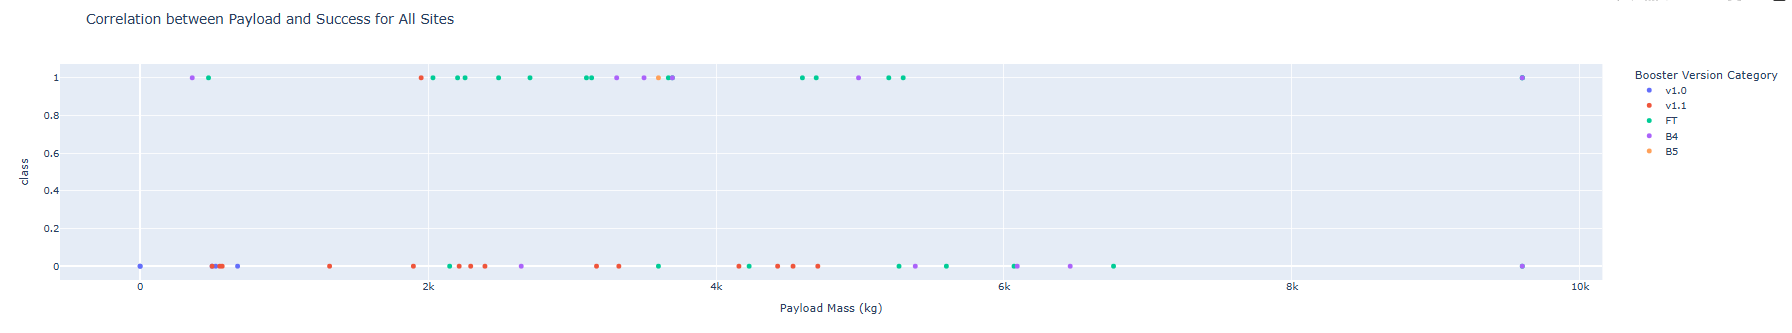 Correlation between Payload and Success for All Sites
1
0.8
0.6
0.4
0.2
0
class
0
2k
4k
6k
8k
10k
Payload Mass (kg)
Booster Version Category
v1.0
v1.1
FT
B4
B5